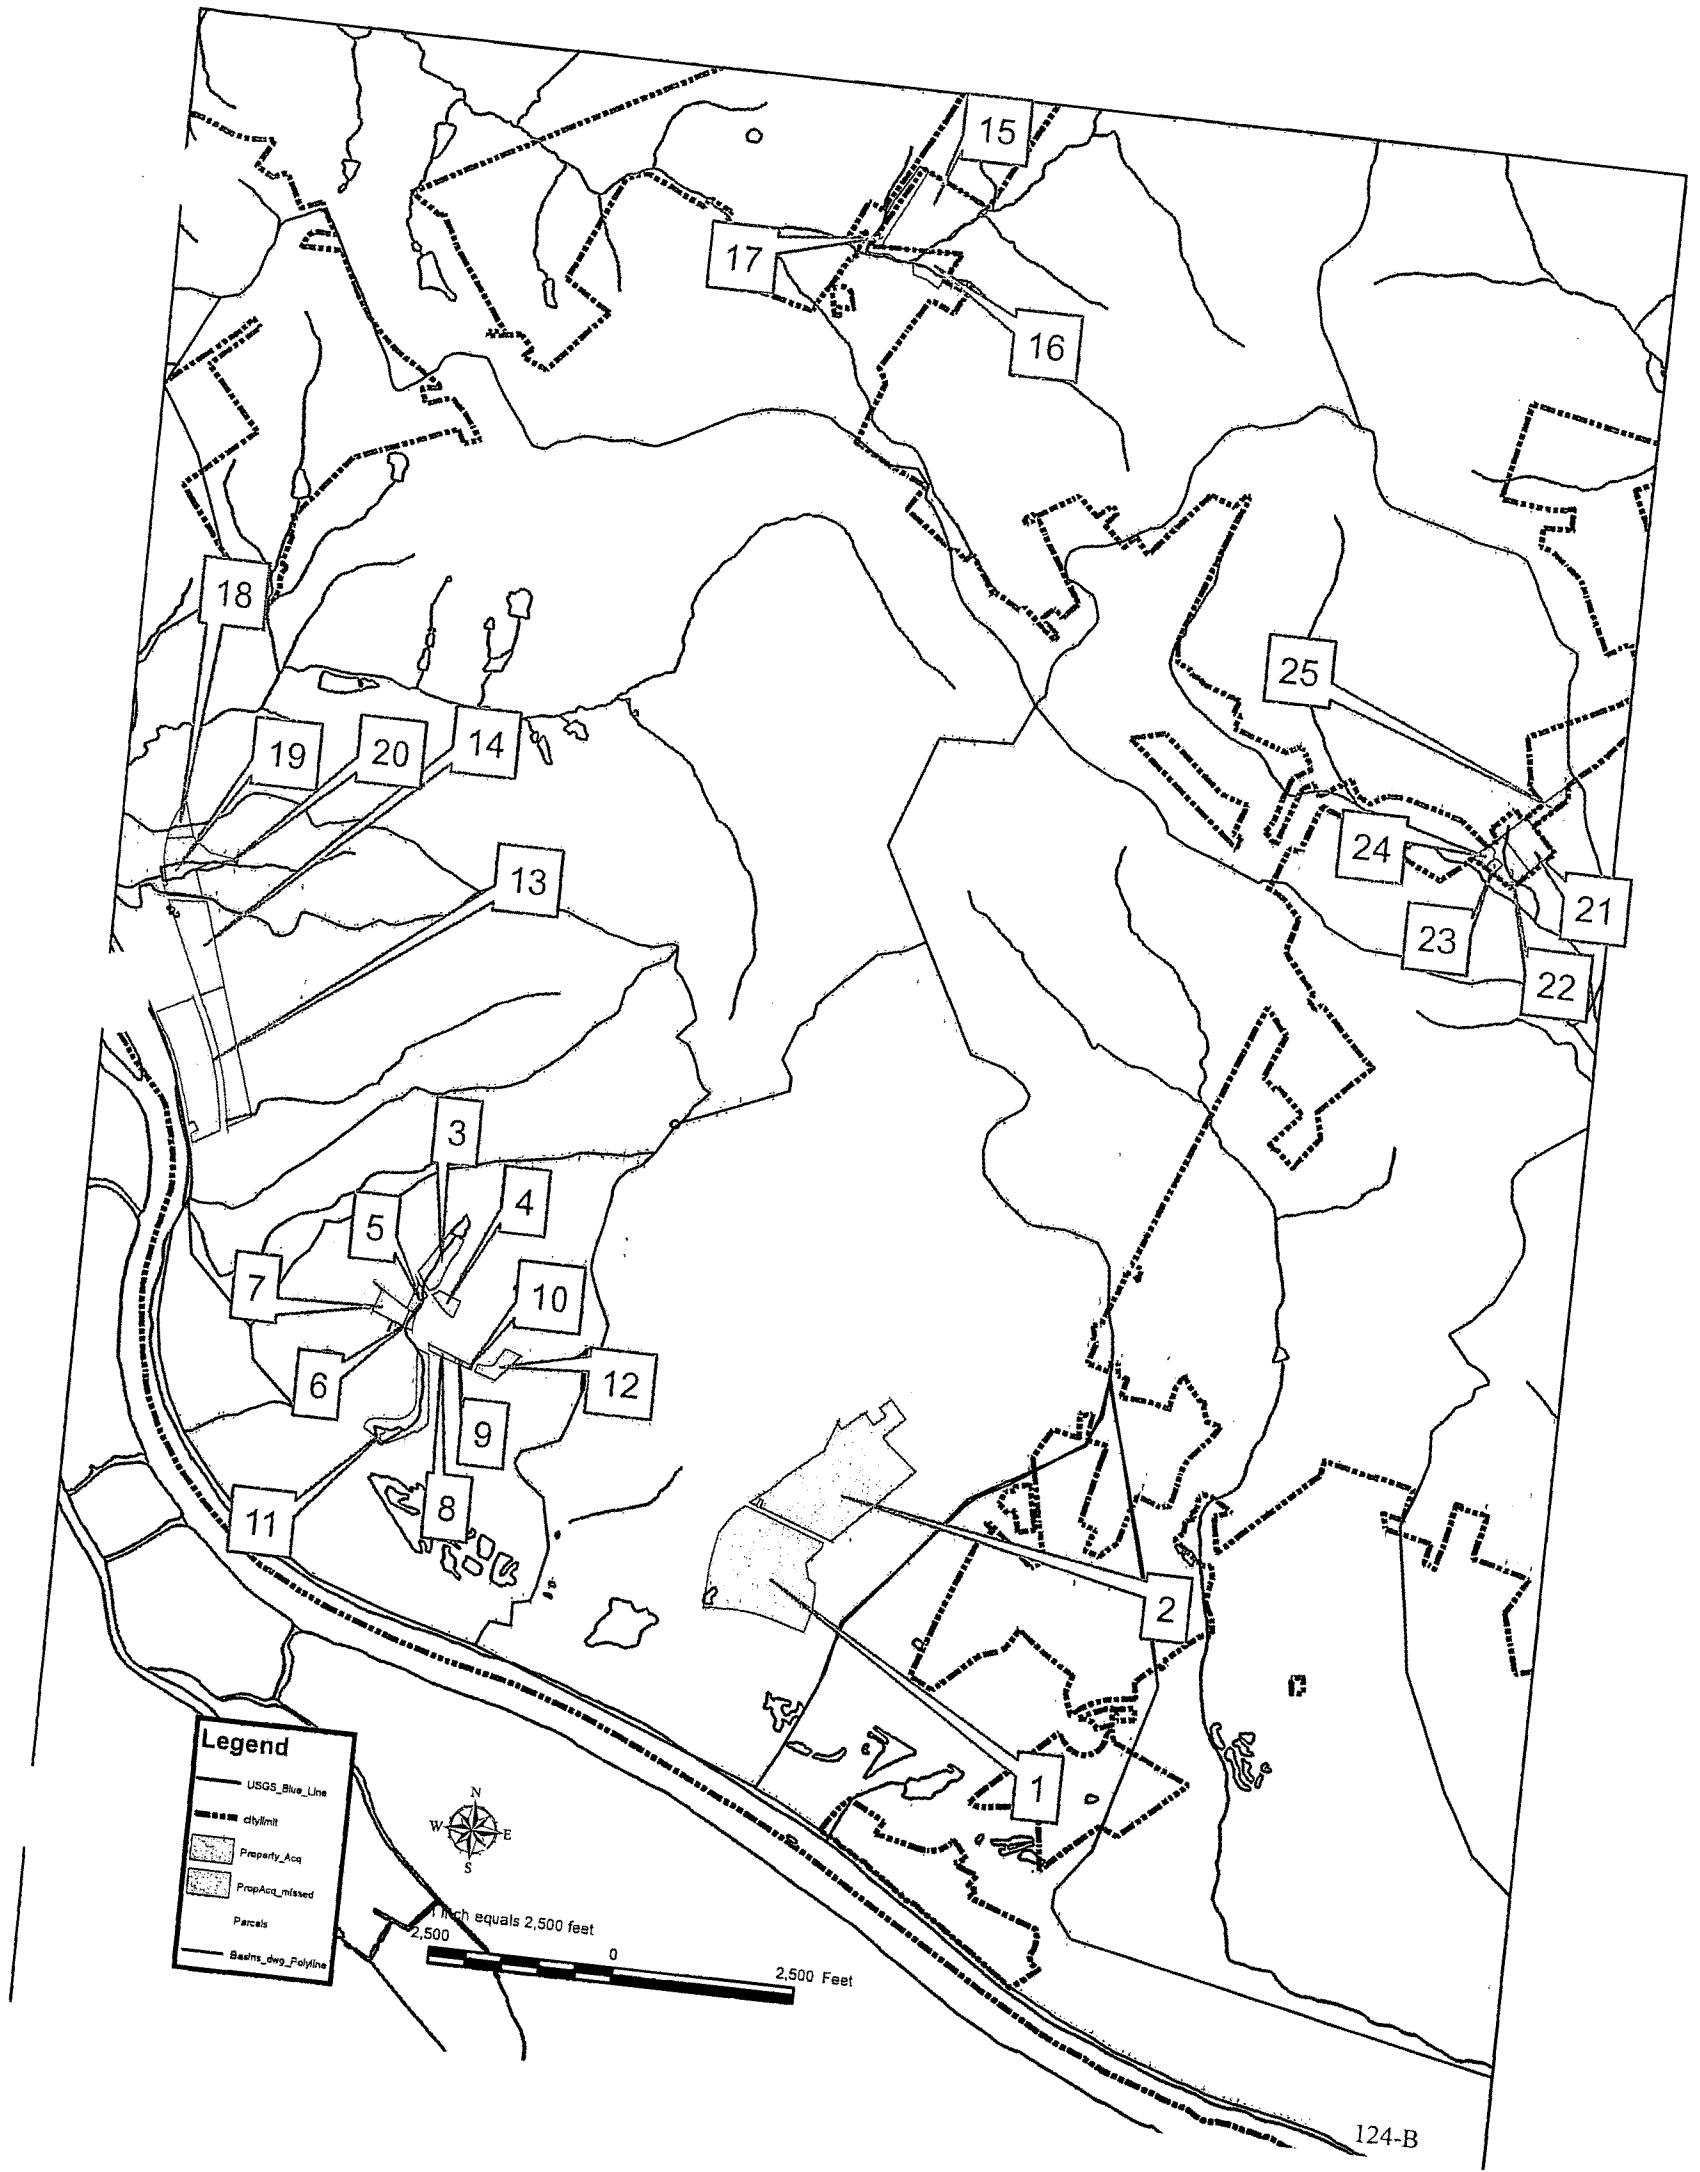 15
17
16
18
25
19
20
14
24
13
21
23
22
3
4
5
7
10
6
12
9
8
11
2
1
Legend
USGS_Blue_Line
citylimit
Property_Acq
PropAcq_missed
Parcels
Basins_dwg_Polyline
N
W E
S
1 inch equals 2,500 feet
2,500 0 2,500 Feet
124-B